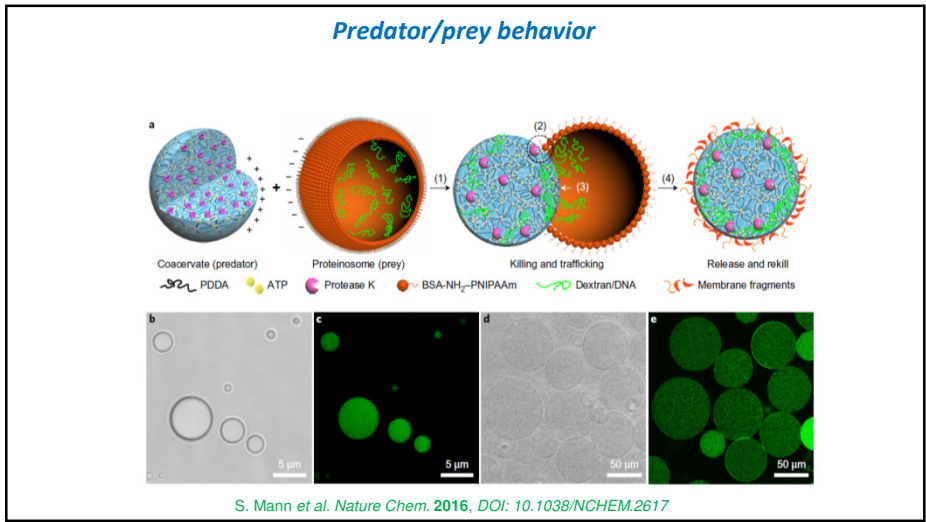 Predator/prey behavior
a
+
+
+
+
+
+
+
+
−
−
−
−
−
+
(1)
(2)
(3)
(4)
Coacervate (predator) Proteinosome (prey) Killing and trafficking Release and rekill
PDDA ATP Protease K BSA-NH₂–PNIPAAm Dextran/DNA Membrane fragments
b c d e
5 µm 5 µm 50 µm 50 µm
S. Mann et al. Nature Chem. 2016, DOI: 10.1038/NCHEM.2617